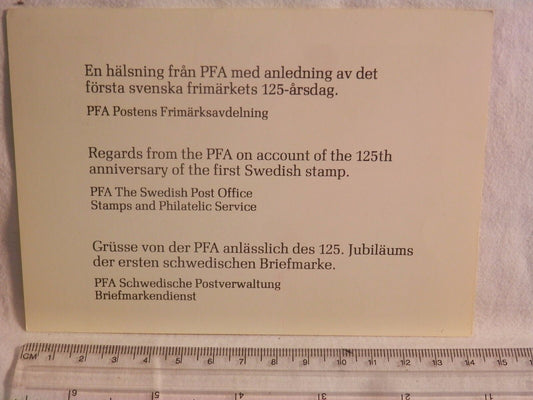 En hälsning från PFA med anledning av det
första svenska frimärkets 125-årsdag.
PFA Postens Frimärksavdelning
Regards from the PFA on account of the 125th
anniversary of the first Swedish stamp.
PFA The Swedish Post Office
Stamps and Philatelic Service
Grüsse von der PFA anlässlich des 125. Jubiläums
der ersten schwedischen Briefmarke.
PFA Schwedische Postverwaltung
Briefmarkendienst
CM 1 2 3 4 5 6 7 8 9 10 11 12 13 14 15